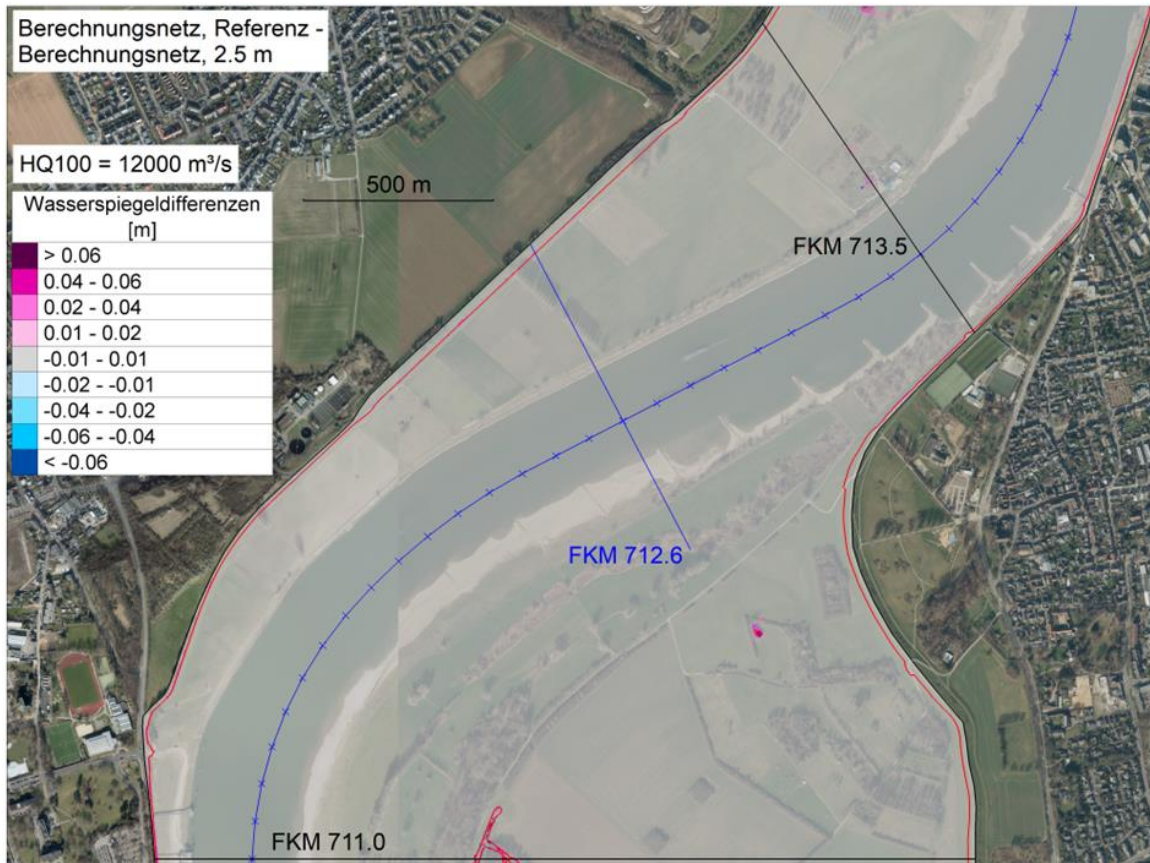 Berechnungsnetz, Referenz -
Berechnungsnetz, 2.5 m
HQ100 = 12000 m³/s
500 m
Wasserspiegeldifferenzen
[m]
> 0.06
0.04 - 0.06
0.02 - 0.04
0.01 - 0.02
-0.01 - 0.01
-0.02 - -0.01
-0.04 - -0.02
-0.06 - -0.04
< -0.06
FKM 713.5
FKM 712.6
FKM 711.0